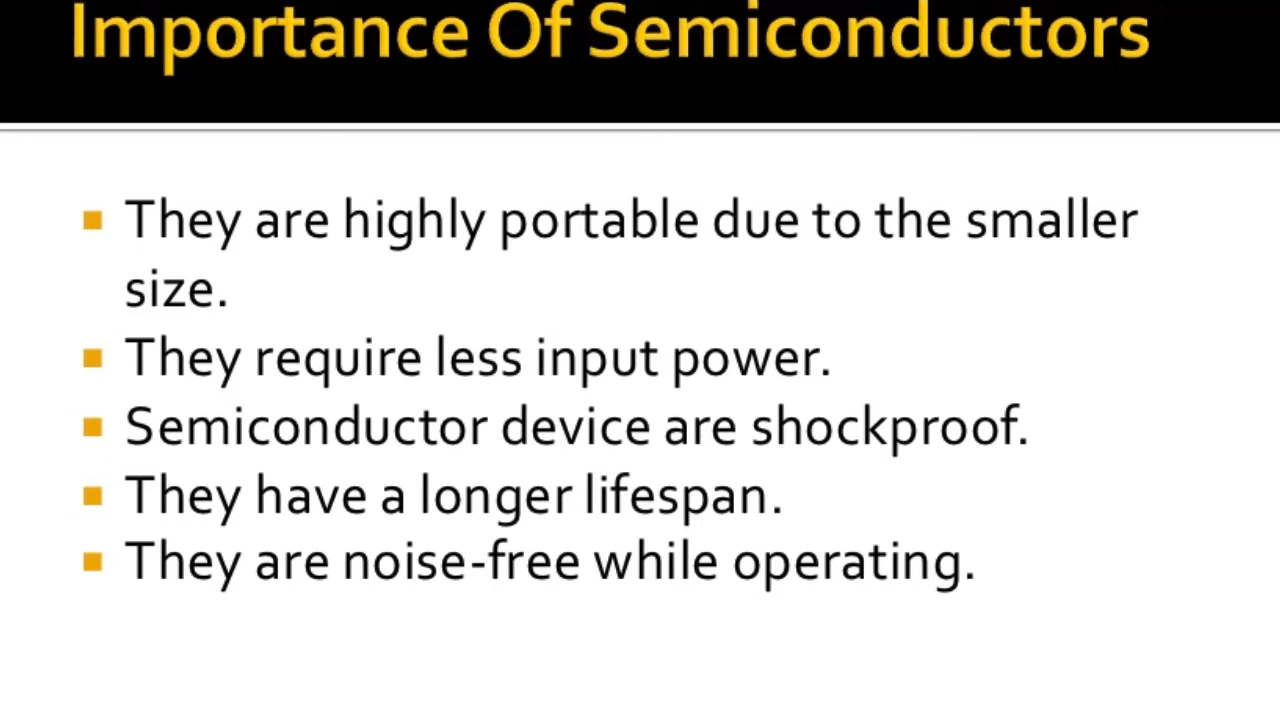 Importance Of Semiconductors
They are highly portable due to the smaller
size.
They require less input power.
Semiconductor device are shockproof.
They have a longer lifespan.
They are noise-free while operating.